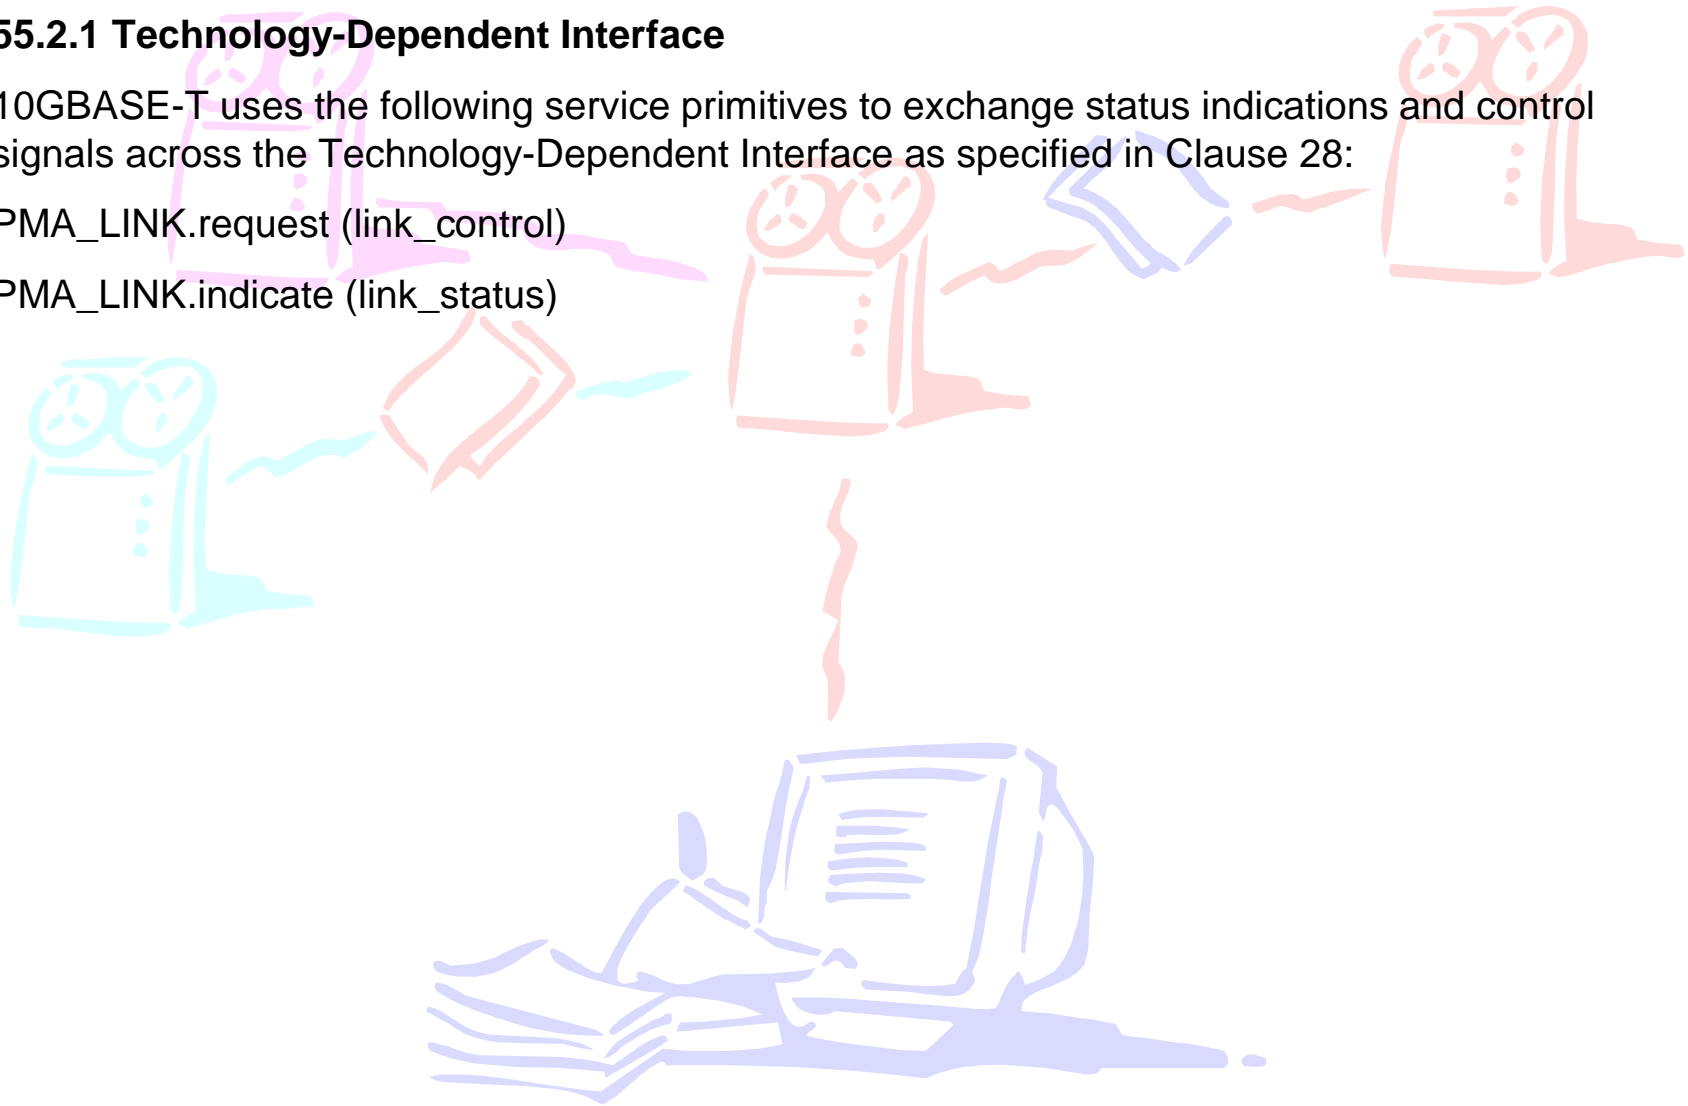 55.2.1 Technology-Dependent Interface
10GBASE-T uses the following service primitives to exchange status indications and control
signals across the Technology-Dependent Interface as specified in Clause 28:
PMA_LINK.request (link_control)
PMA_LINK.indicate (link_status)